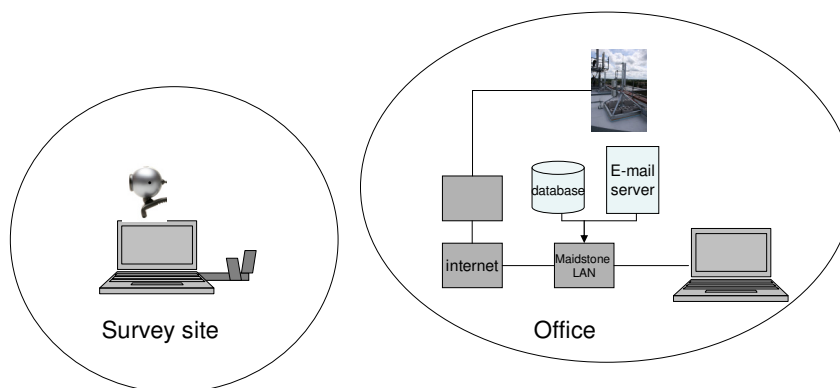 database
E-mail
server
internet
Maidstone
LAN
Survey site
Office